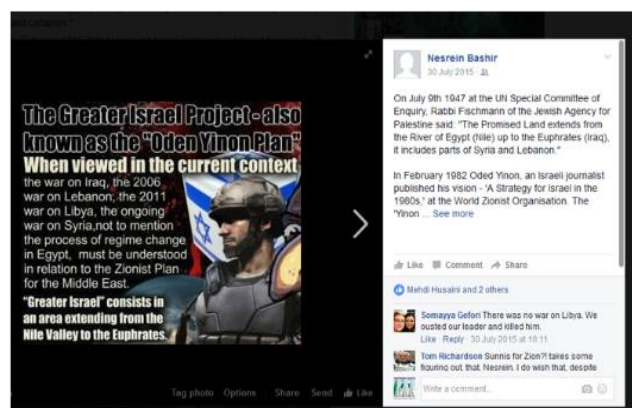 The Greater Israel Project - also
known as the "Oden Yinon Plan"
When viewed in the current context
the war on Iraq, the 2006
war on Lebanon, the 2011
war on Libya, the ongoing
war on Syria,not to mention
the process of regime change
in Egypt, must be understood
in relation to the Zionist Plan
for the Middle East.
"Greater Israel" consists in
an area extending from the
Nile Valley to the Euphrates.
Tag photo Options Share Send Like
Nesrein Bashir
30 July 2015
On July 9th 1947 at the UN Special Committee of
Enquiry, Rabbi Fischmann of the Jewish Agency for
Palestine said: "The Promised Land extends from
the River of Egypt (Nile) up to the Euphrates (Iraq),
it includes parts of Syria and Lebanon."
In February 1982 Oded Yinon, an Israeli journalist
published his vision - 'A Strategy for Israel in the
1980s,' at the World Zionist Organisation. The
'Yinon ... See more
Like Comment Share
Mehdi Husaini and 2 others
Somayya Gefori There was no war on Libya. We
ousted our leader and killed him.
Like · Reply · 30 July 2015 at 19:11
Tom Richardson Sunnis for Zion?! takes some
figuring out that, Nesrein. I do wish that, despite
Write a comment...